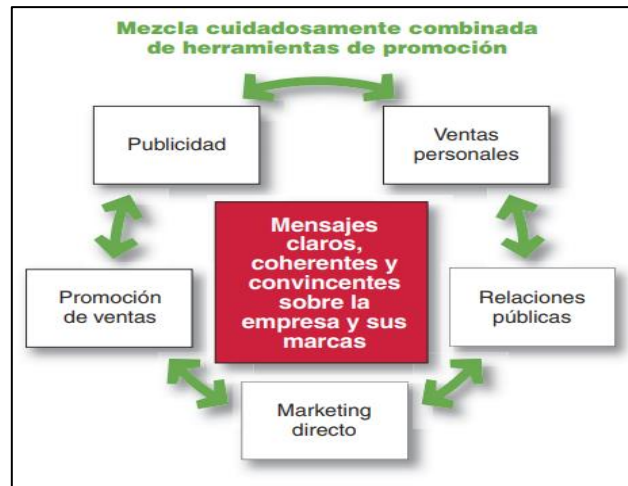 Mezcla cuidadosamente combinada
de herramientas de promoción
Publicidad
Ventas
personales
Mensajes
claros,
coherentes y
convincentes
sobre la
empresa y sus
marcas
Promoción
de ventas
Relaciones
públicas
Marketing
directo